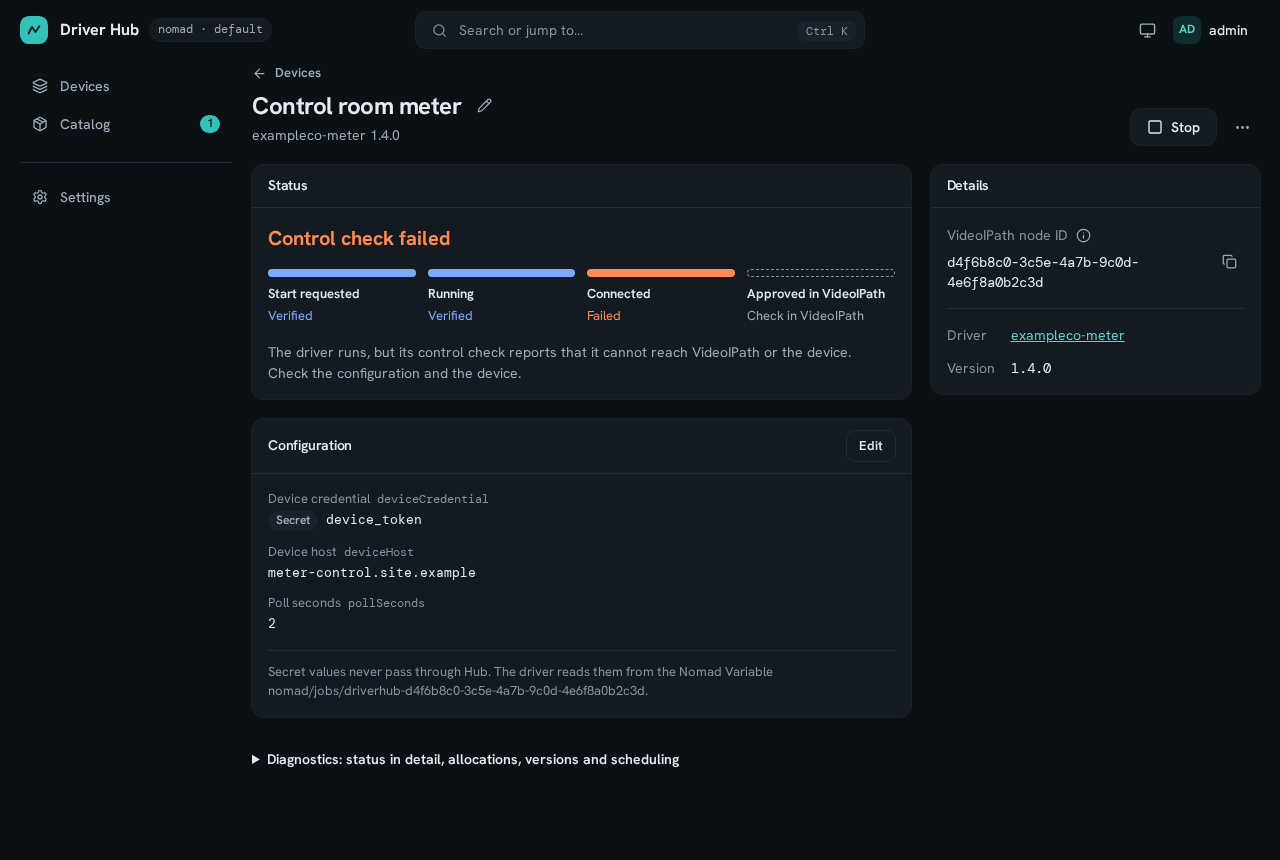 Driver Hub
nomad · default
Search or jump to...
Ctrl K
AD
admin
Devices
Catalog
1
Settings
Devices
Control room meter
exampleco-meter 1.4.0
Stop
Status
Control check failed
Start requested
Verified
Running
Verified
Connected
Failed
Approved in VideoIPath
Check in VideoIPath
The driver runs, but its control check reports that it cannot reach VideoIPath or the device.
Check the configuration and the device.
Details
VideoIPath node ID
d4f6b8c0-3c5e-4a7b-9c0d-
4e6f8a0b2c3d
Driver exampleco-meter
Version 1.4.0
Configuration
Edit
Device credential deviceCredential
Secret device_token
Device host deviceHost
meter-control.site.example
Poll seconds pollSeconds
2
Secret values never pass through Hub. The driver reads them from the Nomad Variable
nomad/jobs/driverhub-d4f6b8c0-3c5e-4a7b-9c0d-4e6f8a0b2c3d.
Diagnostics: status in detail, allocations, versions and scheduling